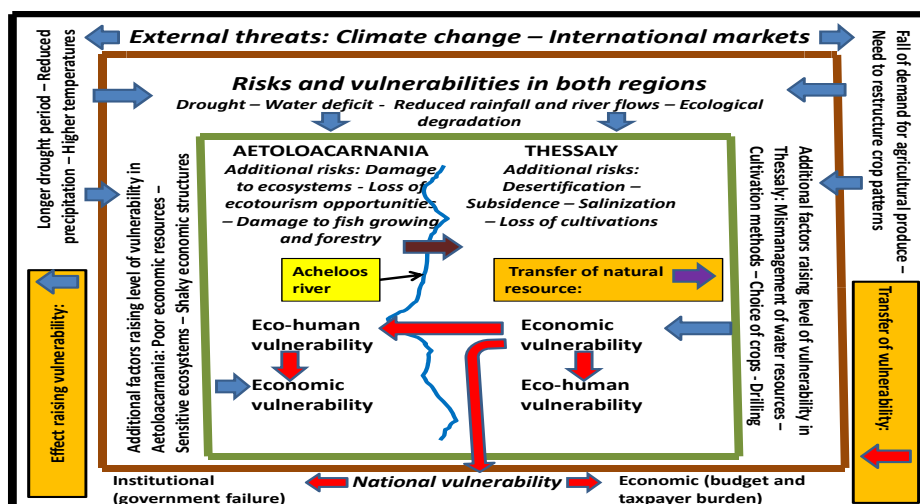 External threats: Climate change – International markets
Longer drought period – Reduced
precipitation – Higher temperatures
Fall of demand for agricultural produce –
Need to restructure crop patterns
Risks and vulnerabilities in both regions
Drought – Water deficit - Reduced rainfall and river flows – Ecological
degradation
AETOLOACARNANIA
Additional risks: Damage
to ecosystems - Loss of
ecotourism opportunities
– Damage to fish growing
and forestry
THESSALY
Additional risks:
Desertification –
Subsidence – Salinization
– Loss of cultivations
Additional factors raising level of vulnerability in
Aetoloacarnania: Poor economic resources –
Sensitive ecosystems – Shaky economic structures
Additional factors raising level of vulnerability in
Thessaly: Mismanagement of water resources –
Cultivation methods – Choice of crops - Drilling
Acheloos
river
Transfer of natural
resource:
Eco-human
vulnerability
Economic
vulnerability
Economic
vulnerability
Eco-human
vulnerability
Effect raising vulnerability:
Transfer of vulnerability:
Institutional
(government failure)
National vulnerability
Economic (budget and
taxpayer burden)